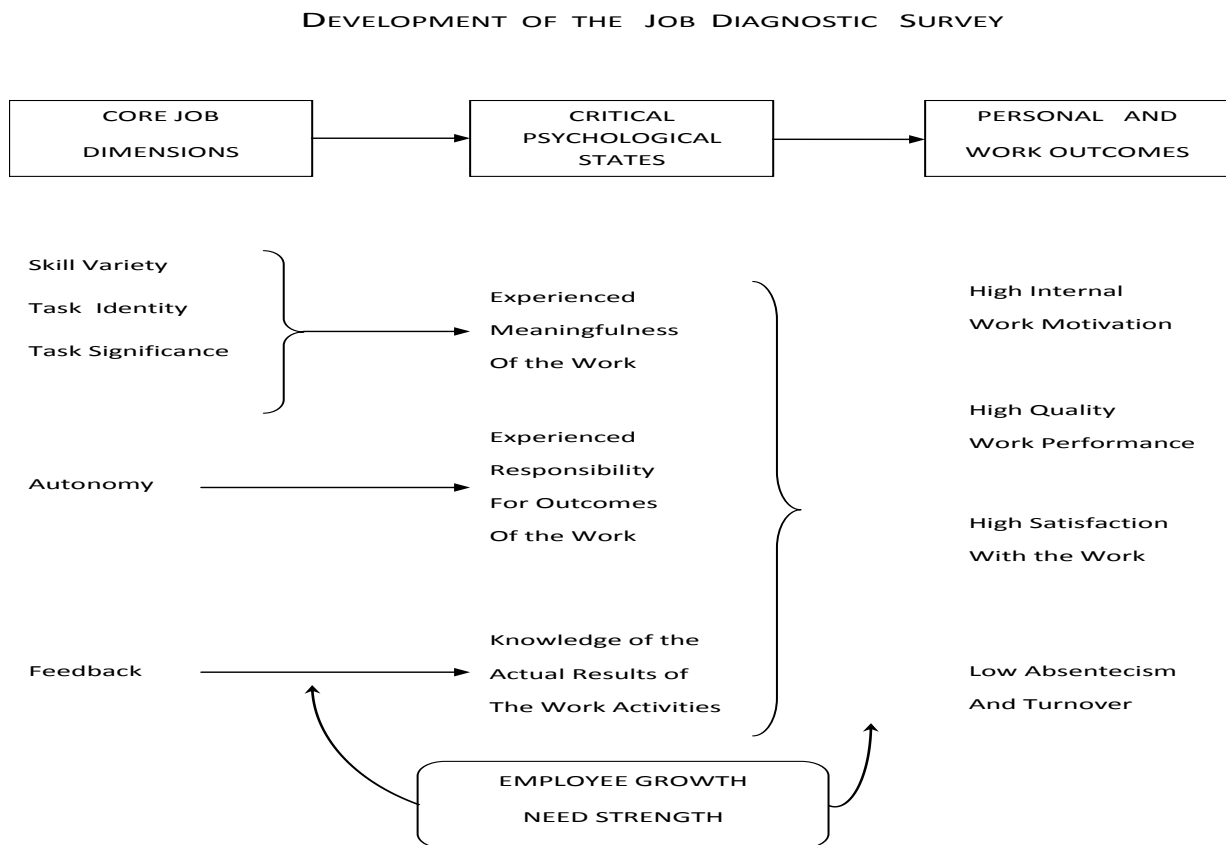 DEVELOPMENT OF THE JOB DIAGNOSTIC SURVEY
CORE JOB
DIMENSIONS
CRITICAL
PSYCHOLOGICAL
STATES
PERSONAL AND
WORK OUTCOMES
Skill Variety
Task Identity
Task Significance
Experienced
Meaningfulness
Of the Work
High Internal
Work Motivation
High Quality
Work Performance
Autonomy
Experienced
Responsibility
For Outcomes
Of the Work
High Satisfaction
With the Work
Feedback
Knowledge of the
Actual Results of
The Work Activities
Low Absentecism
And Turnover
EMPLOYEE GROWTH
NEED STRENGTH